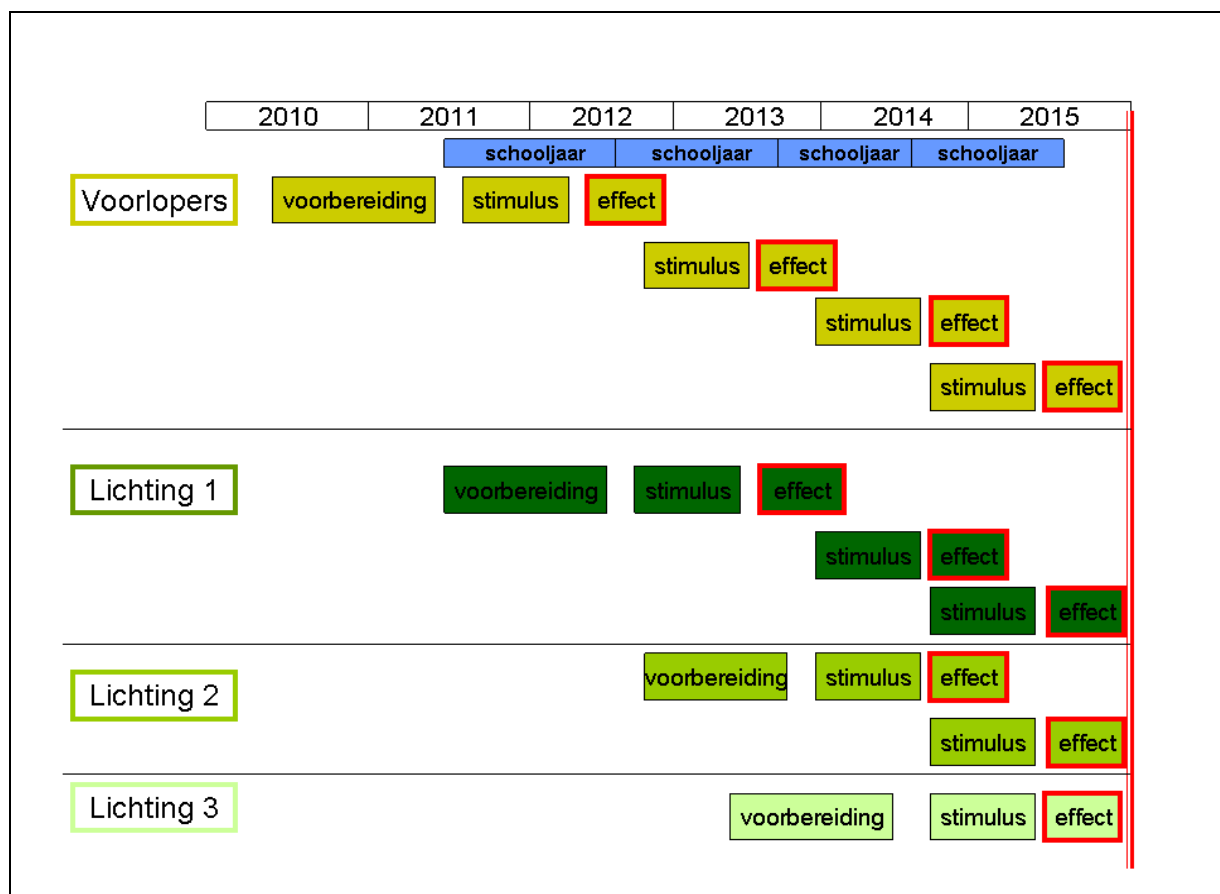 2010 2011 2012 2013 2014 2015
schooljaar schooljaar schooljaar schooljaar
Voorlopers voorbereiding stimulus effect
stimulus effect
stimulus effect
stimulus effect
Lichting 1 voorbereiding stimulus effect
stimulus effect
stimulus effect
Lichting 2 voorbereiding stimulus effect
stimulus effect
Lichting 3 voorbereiding stimulus effect